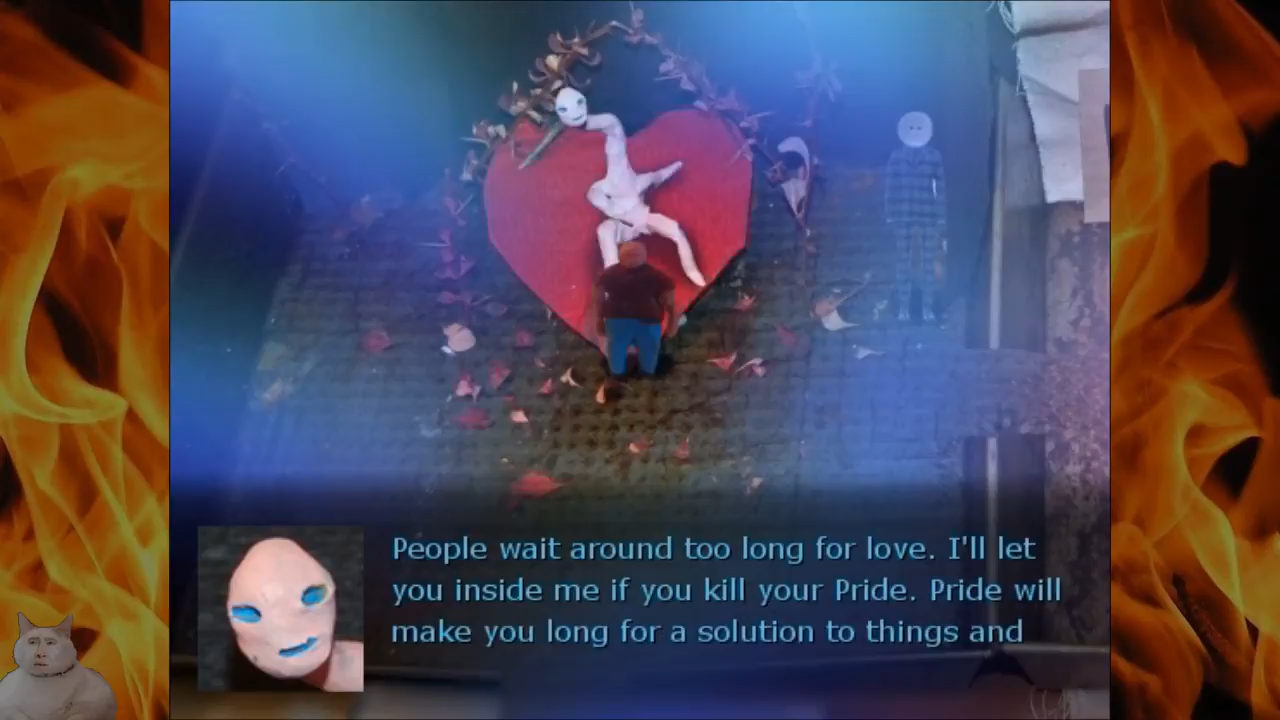 People wait around too long for love. I'll let
you inside me if you kill your Pride. Pride will
make you long for a solution to things and